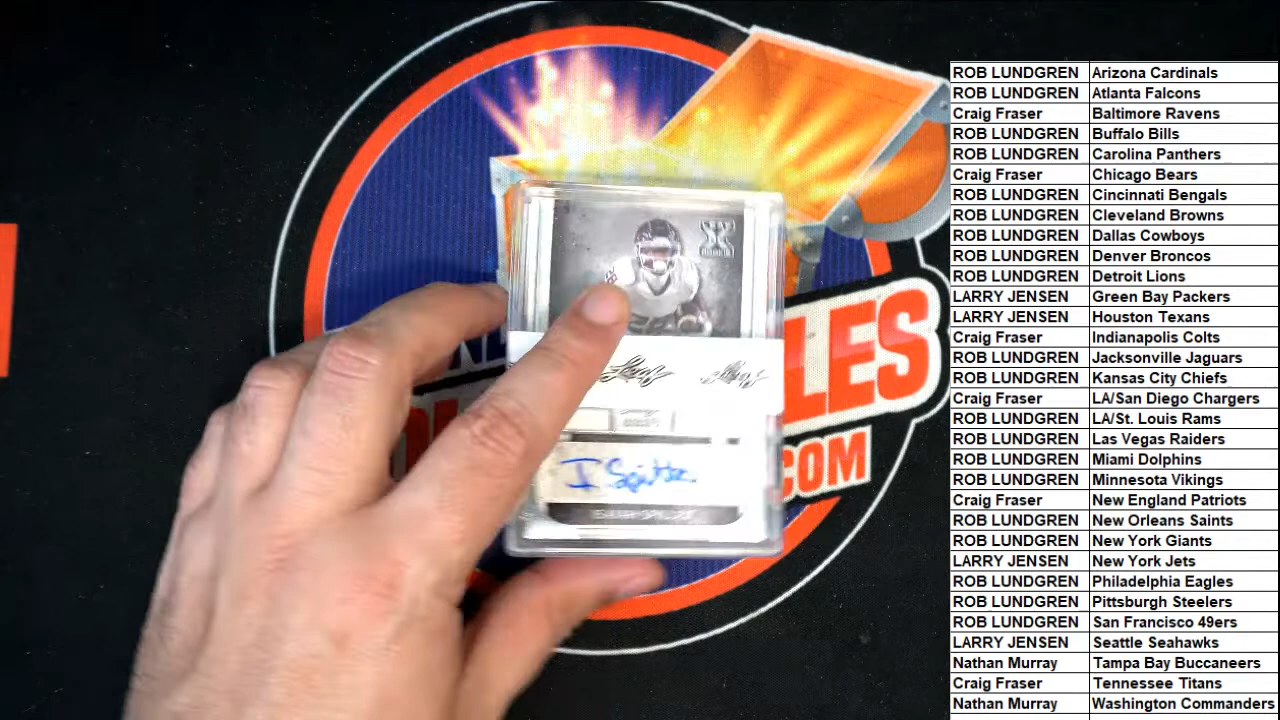 ROB LUNDGREN Arizona Cardinals
ROB LUNDGREN Atlanta Falcons
Craig Fraser Baltimore Ravens
ROB LUNDGREN Buffalo Bills
ROB LUNDGREN Carolina Panthers
Craig Fraser Chicago Bears
ROB LUNDGREN Cincinnati Bengals
ROB LUNDGREN Cleveland Browns
ROB LUNDGREN Dallas Cowboys
ROB LUNDGREN Denver Broncos
ROB LUNDGREN Detroit Lions
LARRY JENSEN Green Bay Packers
LARRY JENSEN Houston Texans
Craig Fraser Indianapolis Colts
ROB LUNDGREN Jacksonville Jaguars
ROB LUNDGREN Kansas City Chiefs
Craig Fraser LA/San Diego Chargers
ROB LUNDGREN LA/St. Louis Rams
ROB LUNDGREN Las Vegas Raiders
ROB LUNDGREN Miami Dolphins
ROB LUNDGREN Minnesota Vikings
Craig Fraser New England Patriots
ROB LUNDGREN New Orleans Saints
ROB LUNDGREN New York Giants
LARRY JENSEN New York Jets
ROB LUNDGREN Philadelphia Eagles
ROB LUNDGREN Pittsburgh Steelers
ROB LUNDGREN San Francisco 49ers
LARRY JENSEN Seattle Seahawks
Nathan Murray Tampa Bay Buccaneers
Craig Fraser Tennessee Titans
Nathan Murray Washington Commanders
X
Leaf Leaf
I Spiller
LES
COM